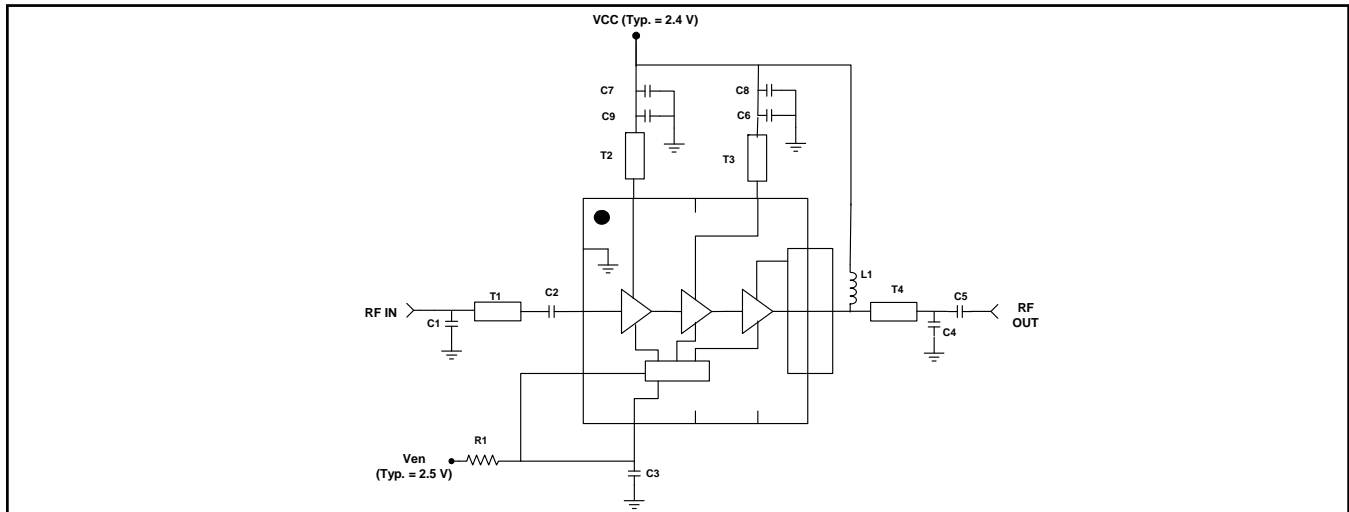 VCC (Typ. = 2.4 V)
C7
C8
C9
C6
T2
T3
L1
T1
C2
T4
C5
RF IN
C1
RF
OUT
C4
R1
Ven
(Typ. = 2.5 V)
C3